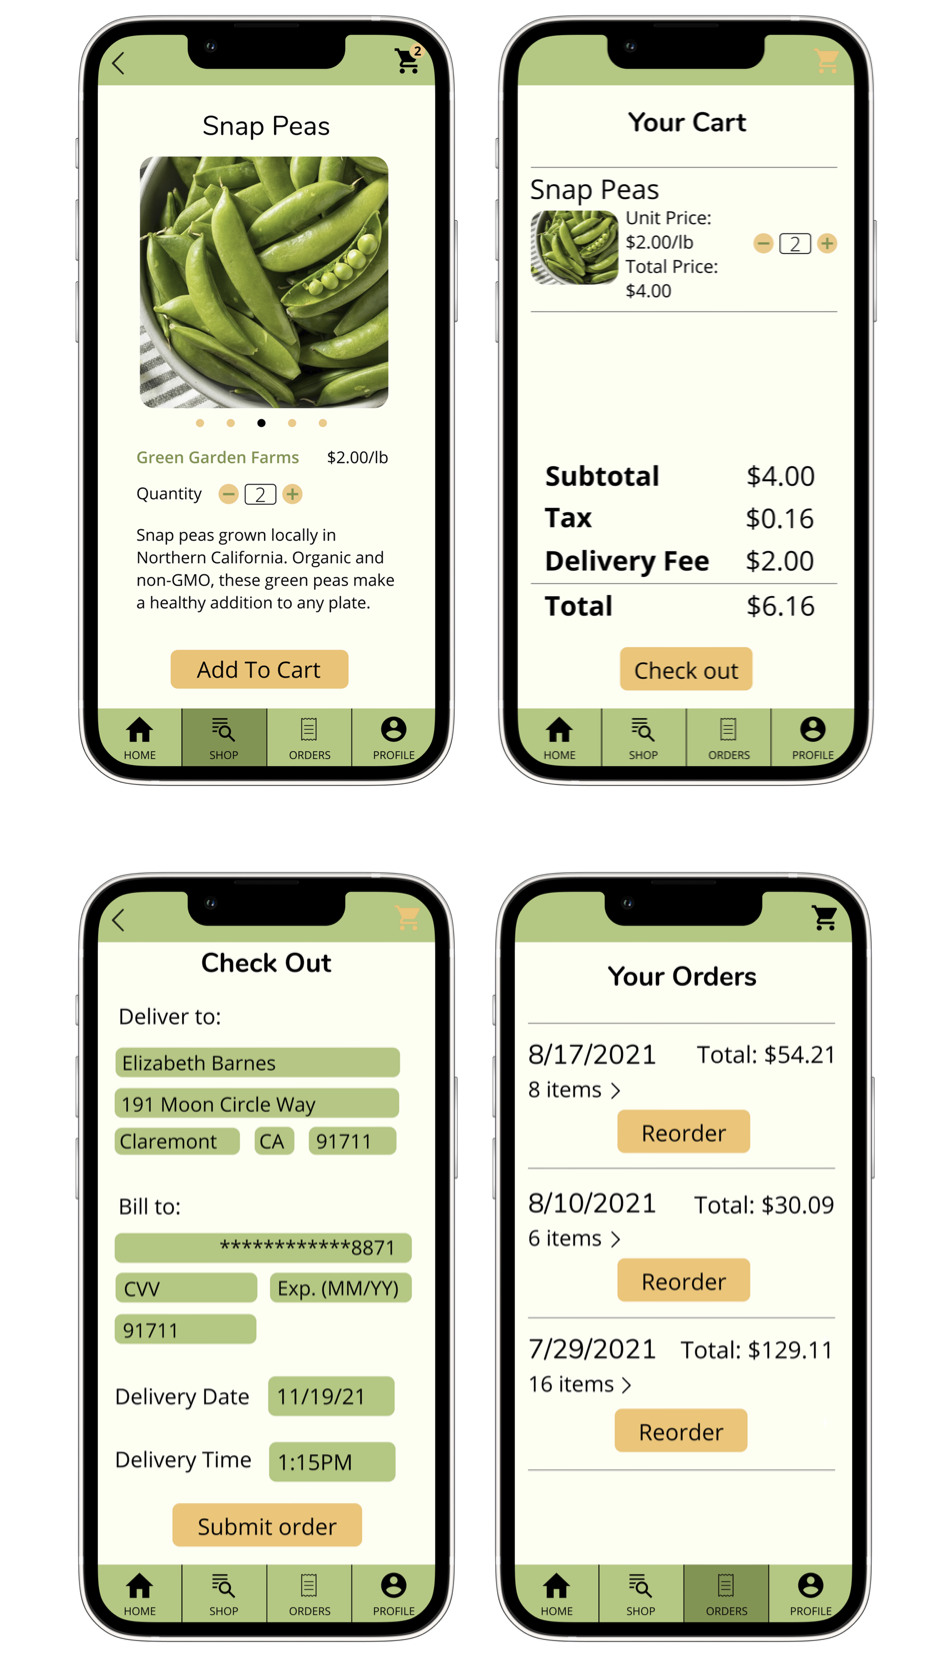 2
Snap Peas
Green Garden Farms $2.00/lb
Quantity − 2 +
Snap peas grown locally in
Northern California. Organic and
non-GMO, these green peas make
a healthy addition to any plate.
Add To Cart
HOME SHOP ORDERS PROFILE
Your Cart
Snap Peas
Unit Price:
$2.00/lb
− 2 +
Total Price:
$4.00
Subtotal $4.00
Tax $0.16
Delivery Fee $2.00
Total $6.16
Check out
HOME SHOP ORDERS PROFILE
Check Out
Deliver to:
Elizabeth Barnes
191 Moon Circle Way
Claremont CA 91711
Bill to:
************8871
CVV Exp. (MM/YY)
91711
Delivery Date 11/19/21
Delivery Time 1:15PM
Submit order
HOME SHOP ORDERS PROFILE
Your Orders
8/17/2021 Total: $54.21
8 items >
Reorder
8/10/2021 Total: $30.09
6 items >
Reorder
7/29/2021 Total: $129.11
16 items >
Reorder
HOME SHOP ORDERS PROFILE